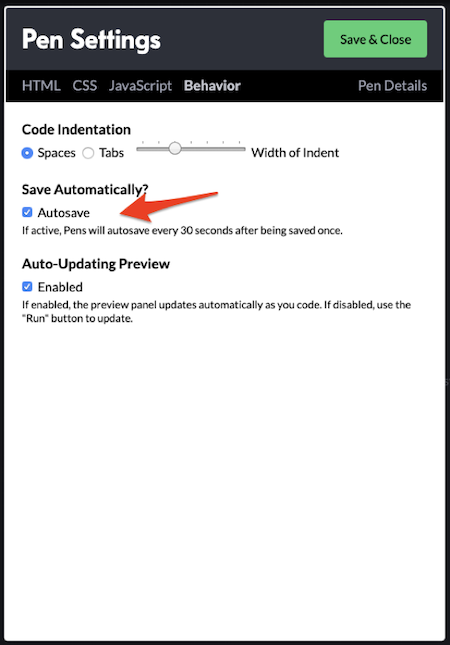 Pen Settings
Save & Close
HTML CSS JavaScript Behavior Pen Details
Code Indentation
Spaces Tabs Width of Indent
Save Automatically?
Autosave
If active, Pens will autosave every 30 seconds after being saved once.
Auto-Updating Preview
Enabled
If enabled, the preview panel updates automatically as you code. If disabled, use the
"Run" button to update.